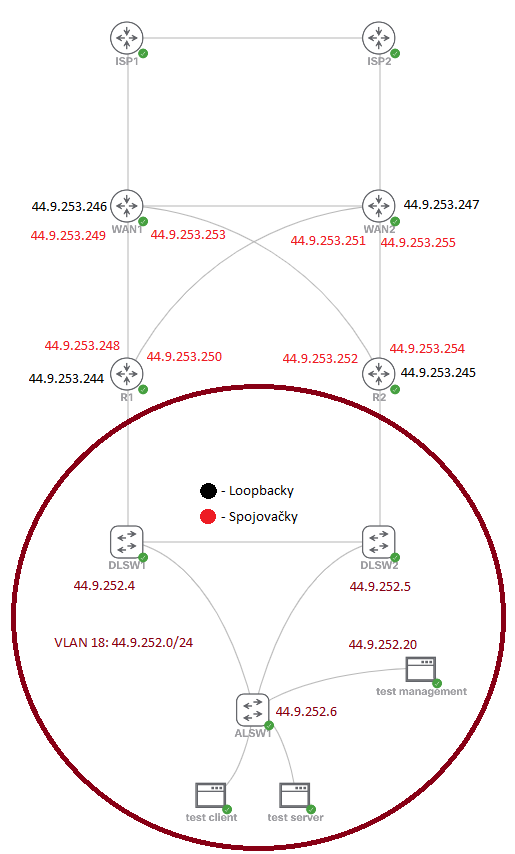 ISP1
ISP2
44.9.253.246
44.9.253.247
WAN1
WAN2
44.9.253.249
44.9.253.253
44.9.253.251
44.9.253.255
44.9.253.248
44.9.253.250
44.9.253.252
44.9.253.254
44.9.253.244
44.9.253.245
R1
R2
- Loopbacky
- Spojovačky
DLSW1
DLSW2
44.9.252.4
44.9.252.5
VLAN 18: 44.9.252.0/24
44.9.252.20
test management
44.9.252.6
ALSW1
test client
test server